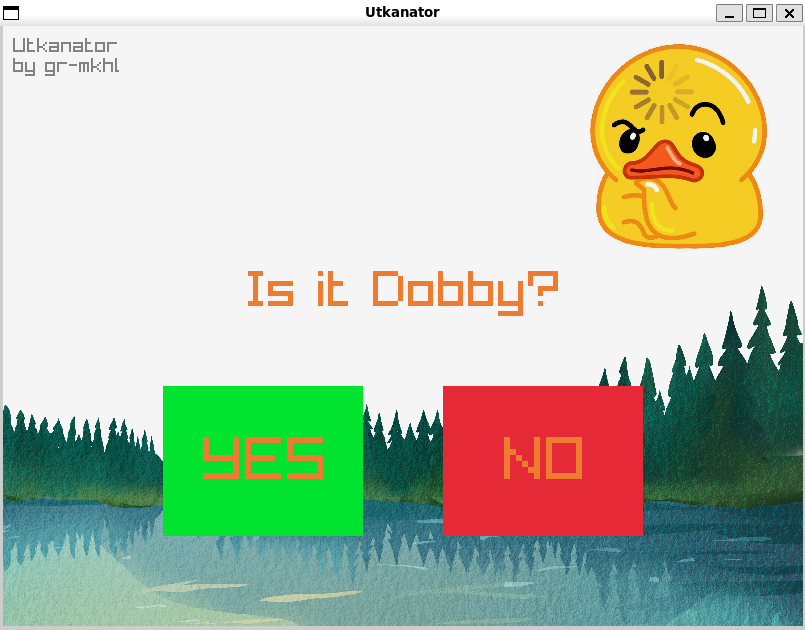 Utkanator
Utkanator
by gr-mkhl
Is it Dobby?
YES
NO